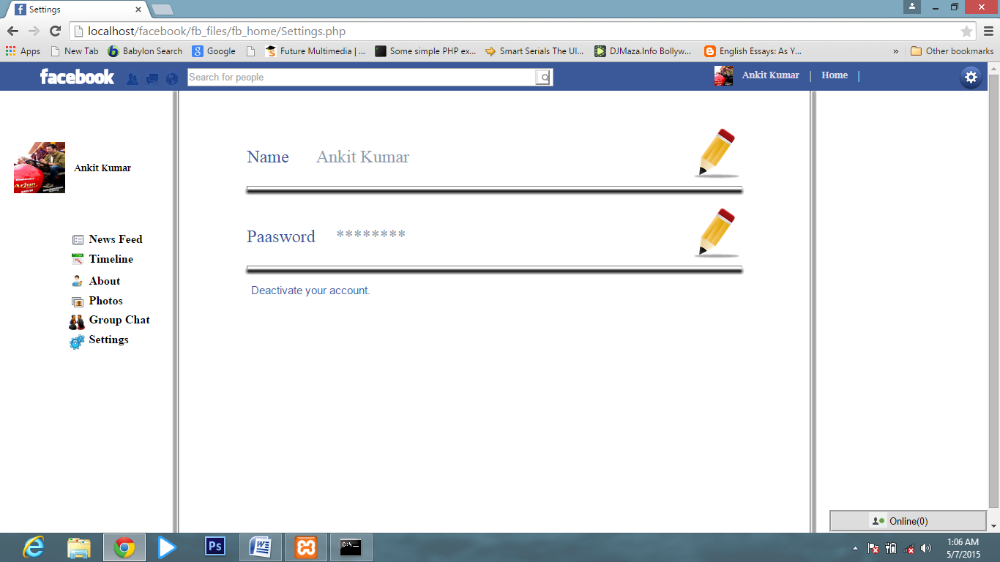 Settings
localhost/facebook/fb_files/fb_home/Settings.php
Apps New Tab Babylon Search Google Future Multimedia | ... Some simple PHP ex... Smart Serials The Ul... DJMaza.Info Bollyw... English Essays: As Y... » Other bookmarks
facebook Search for people Ankit Kumar | Home |
Ankit Kumar
News Feed
Timeline
About
Photos
Group Chat
Settings
Name Ankit Kumar
Paasword ********
Deactivate your account.
Online(0)
Ps
C:\_
1:06 AM
5/7/2015